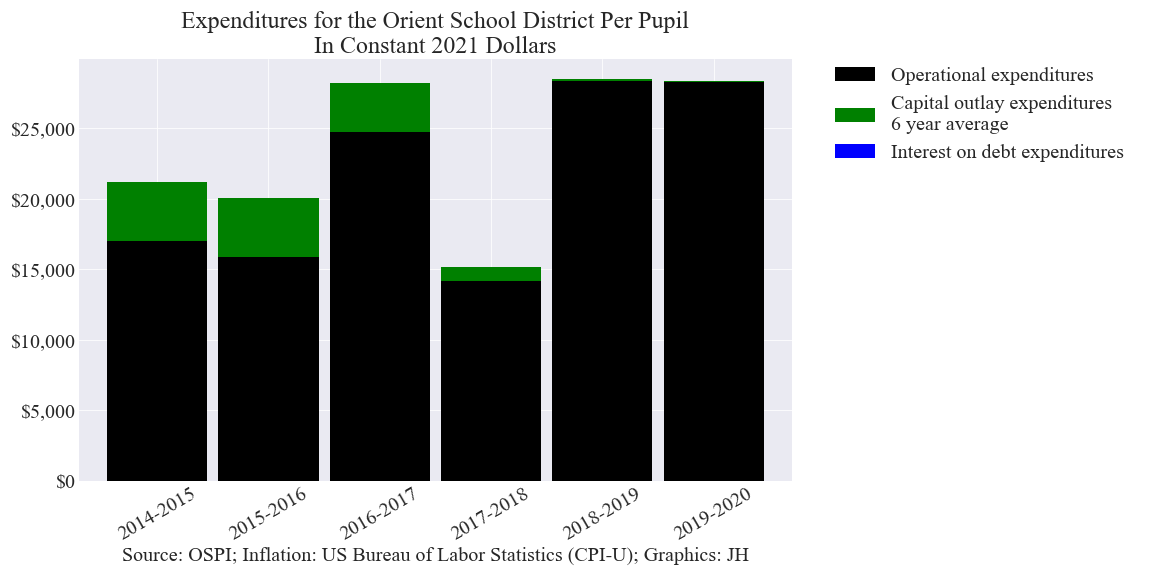 Expenditures for the Orient School District Per Pupil
In Constant 2021 Dollars
Operational expenditures
Capital outlay expenditures
6 year average
Interest on debt expenditures
$25,000
$20,000
$15,000
$10,000
$5,000
$0
2014-2015
2015-2016
2016-2017
2017-2018
2018-2019
2019-2020
Source: OSPI; Inflation: US Bureau of Labor Statistics (CPI-U); Graphics: JH